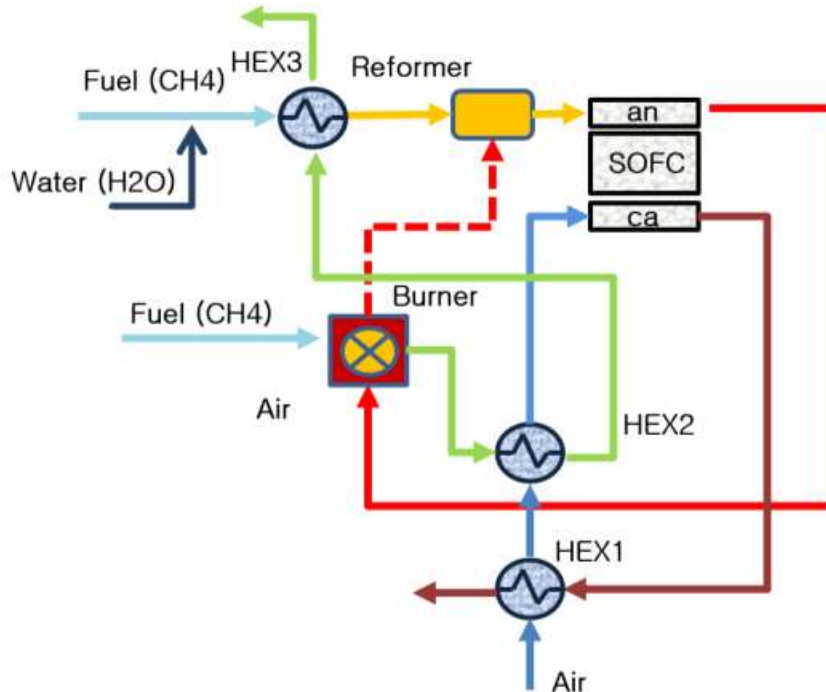 HEX3
Reformer
Fuel (CH4)
an
SOFC
Water (H2O)
ca
Burner
Fuel (CH4)
Air
HEX2
HEX1
Air